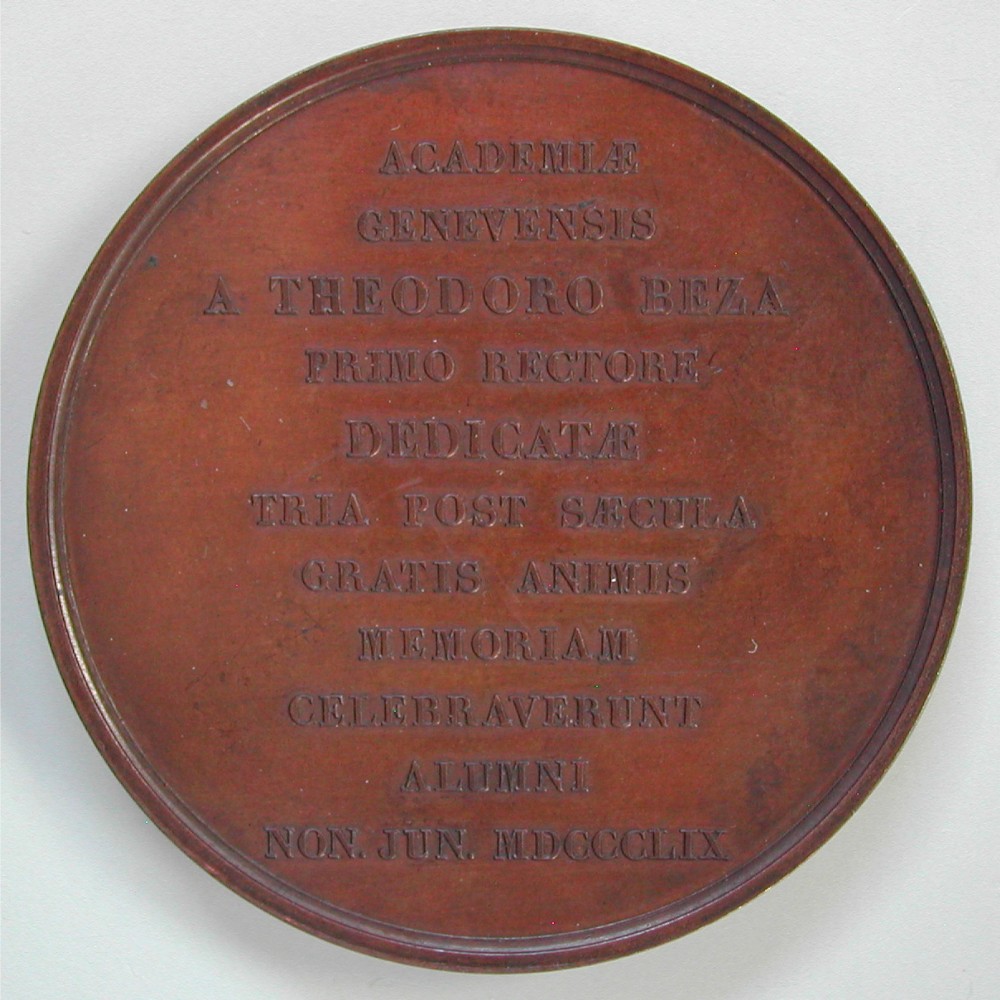 ACADEMIÆ
GENEVENSIS
A THEODORO BEZA
PRIMO RECTORE
DEDICATÆ
TRIA POST SÆCULA
GRATIS ANIMIS
MEMORIAM
CELEBRAVERUNT
ALUMNI
NON. JUN. MDCCCLIX